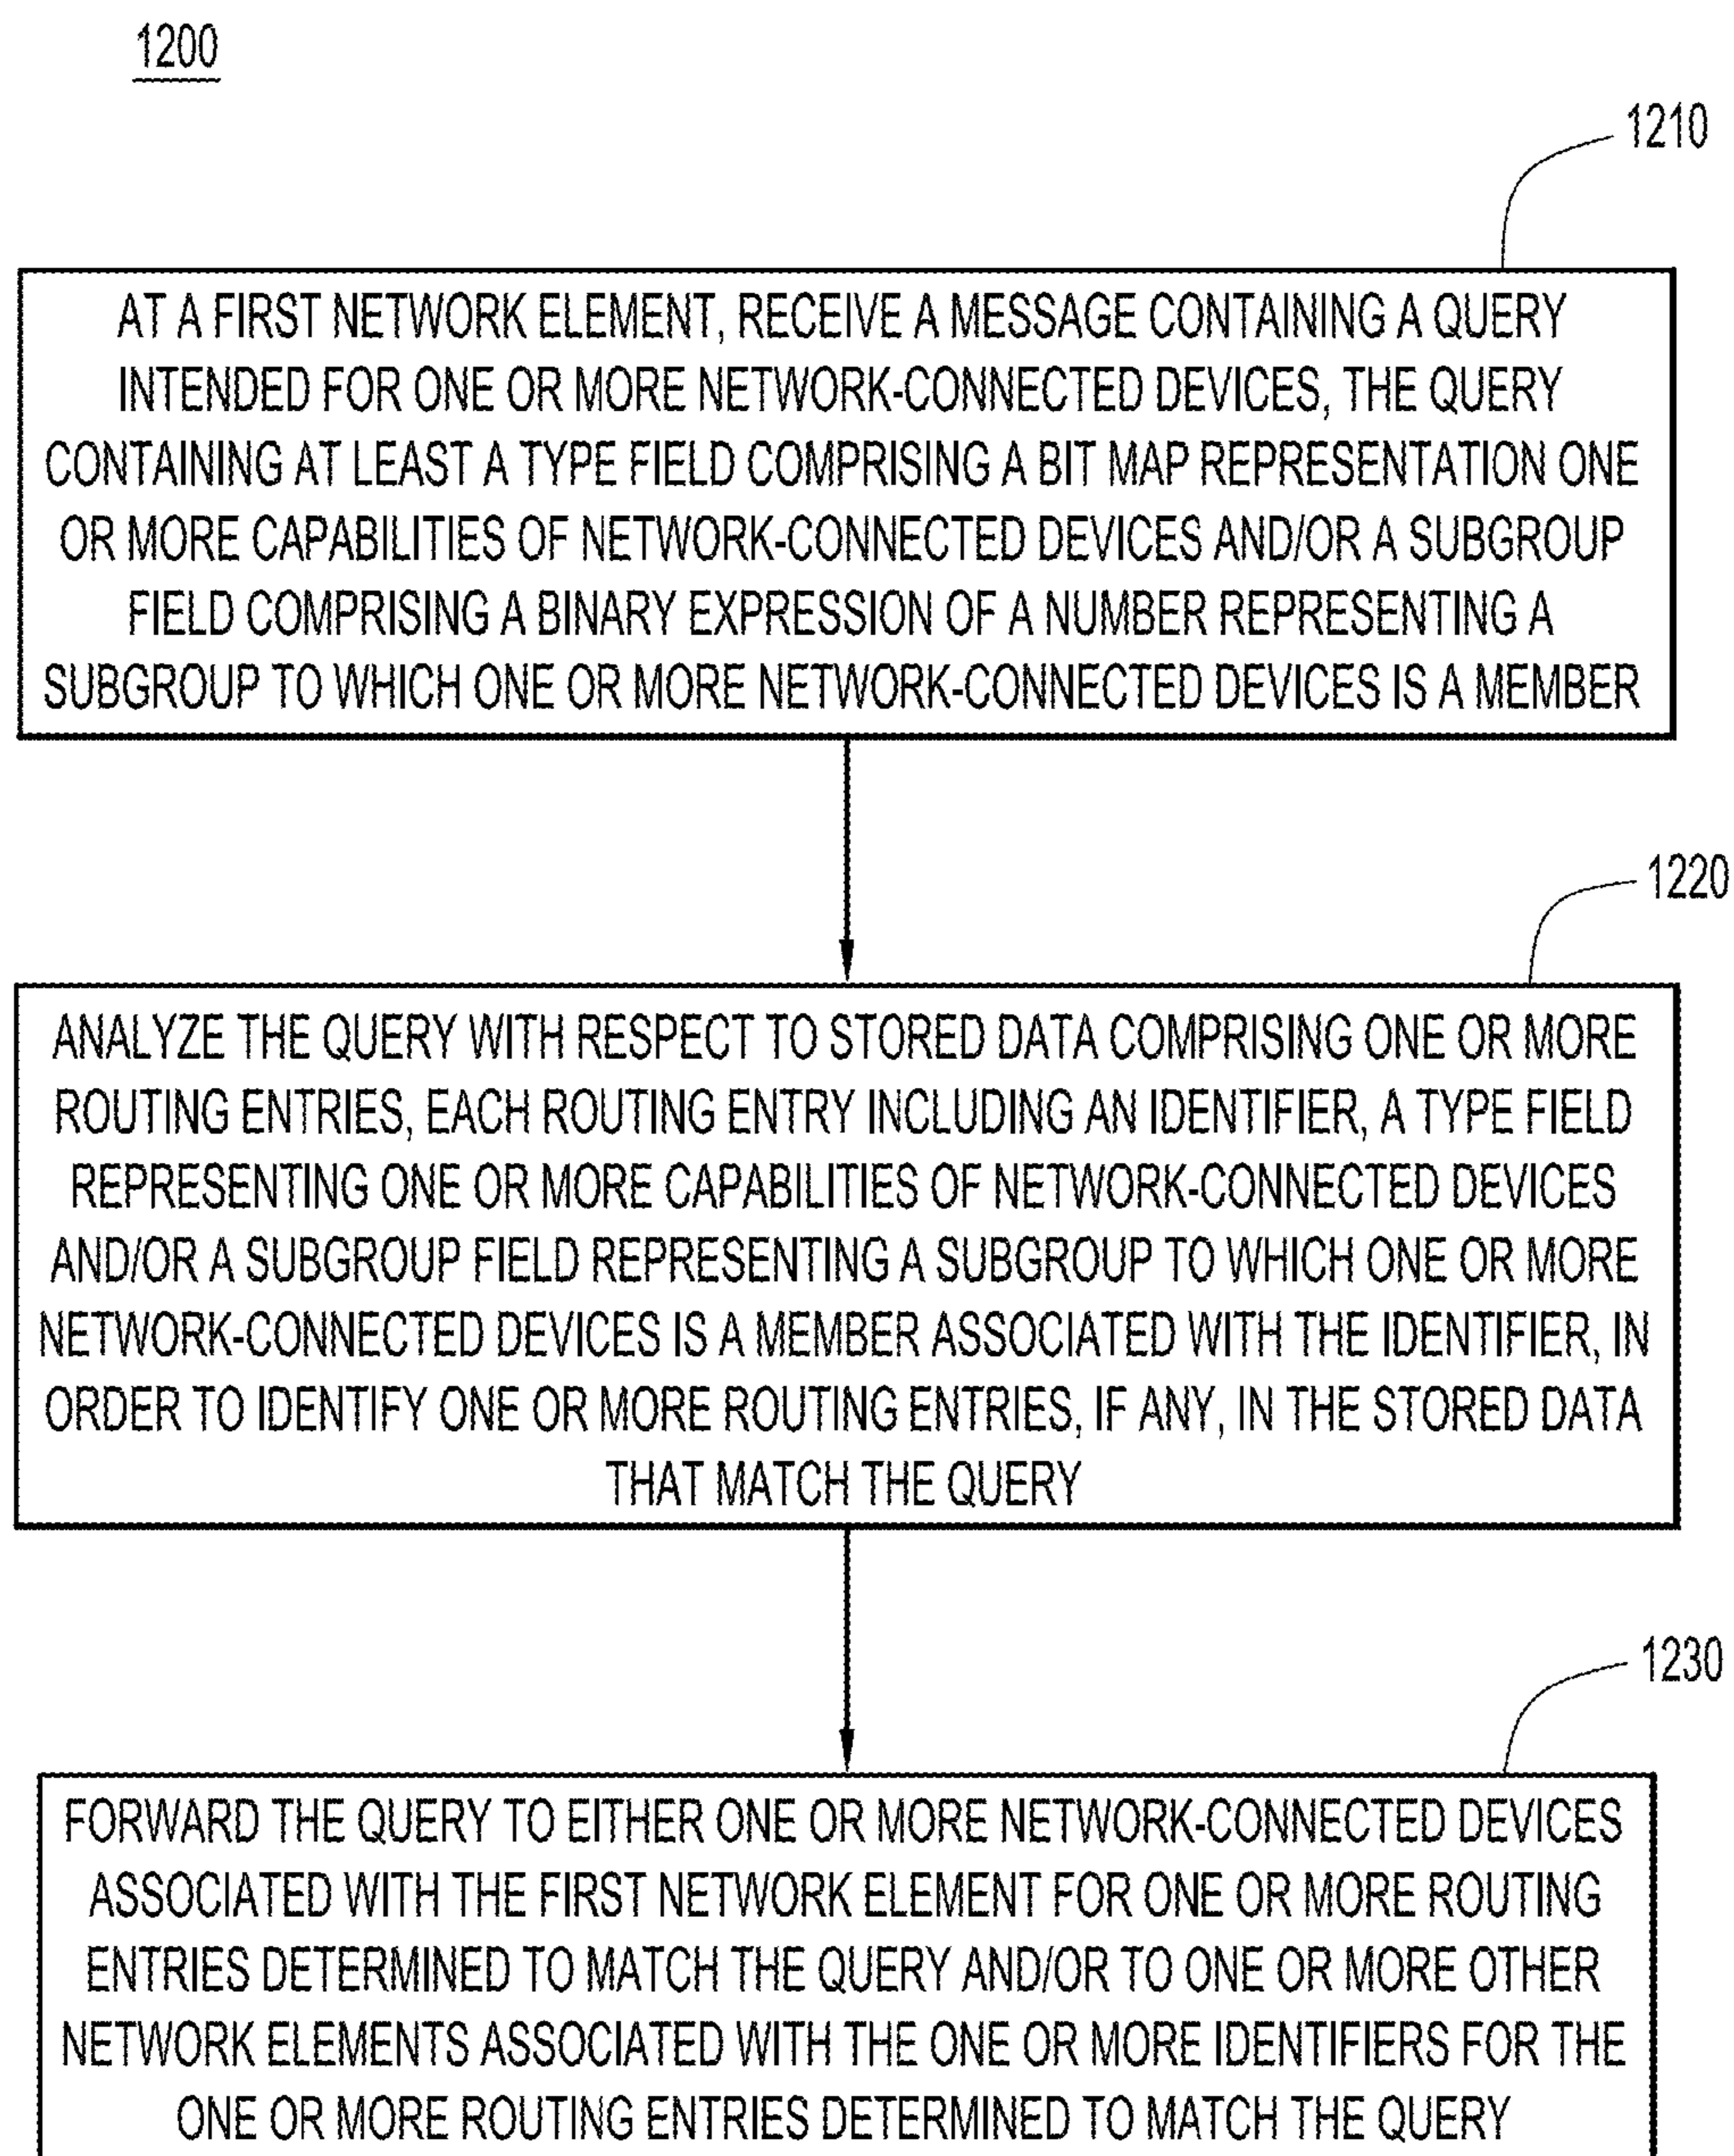 1200
1210
AT A FIRST NETWORK ELEMENT, RECEIVE A MESSAGE CONTAINING A QUERY
INTENDED FOR ONE OR MORE NETWORK-CONNECTED DEVICES, THE QUERY
CONTAINING AT LEAST A TYPE FIELD COMPRISING A BIT MAP REPRESENTATION ONE
OR MORE CAPABILITIES OF NETWORK-CONNECTED DEVICES AND/OR A SUBGROUP
FIELD COMPRISING A BINARY EXPRESSION OF A NUMBER REPRESENTING A
SUBGROUP TO WHICH ONE OR MORE NETWORK-CONNECTED DEVICES IS A MEMBER
1220
ANALYZE THE QUERY WITH RESPECT TO STORED DATA COMPRISING ONE OR MORE
ROUTING ENTRIES, EACH ROUTING ENTRY INCLUDING AN IDENTIFIER, A TYPE FIELD
REPRESENTING ONE OR MORE CAPABILITIES OF NETWORK-CONNECTED DEVICES
AND/OR A SUBGROUP FIELD REPRESENTING A SUBGROUP TO WHICH ONE OR MORE
NETWORK-CONNECTED DEVICES IS A MEMBER ASSOCIATED WITH THE IDENTIFIER, IN
ORDER TO IDENTIFY ONE OR MORE ROUTING ENTRIES, IF ANY, IN THE STORED DATA
THAT MATCH THE QUERY
1230
FORWARD THE QUERY TO EITHER ONE OR MORE NETWORK-CONNECTED DEVICES
ASSOCIATED WITH THE FIRST NETWORK ELEMENT FOR ONE OR MORE ROUTING
ENTRIES DETERMINED TO MATCH THE QUERY AND/OR TO ONE OR MORE OTHER
NETWORK ELEMENTS ASSOCIATED WITH THE ONE OR MORE IDENTIFIERS FOR THE
ONE OR MORE ROUTING ENTRIES DETERMINED TO MATCH THE QUERY